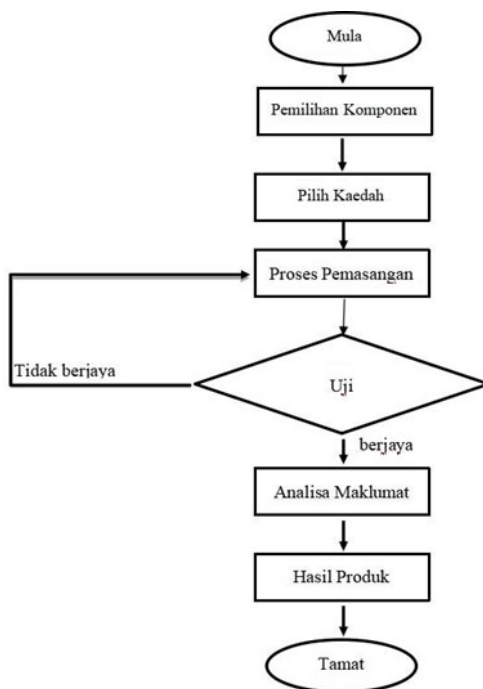 Mula
Pemilihan Komponen
Pilih Kaedah
Proses Pemasangan
Tidak berjaya
Uji
berjaya
Analisa Maklumat
Hasil Produk
Tamat